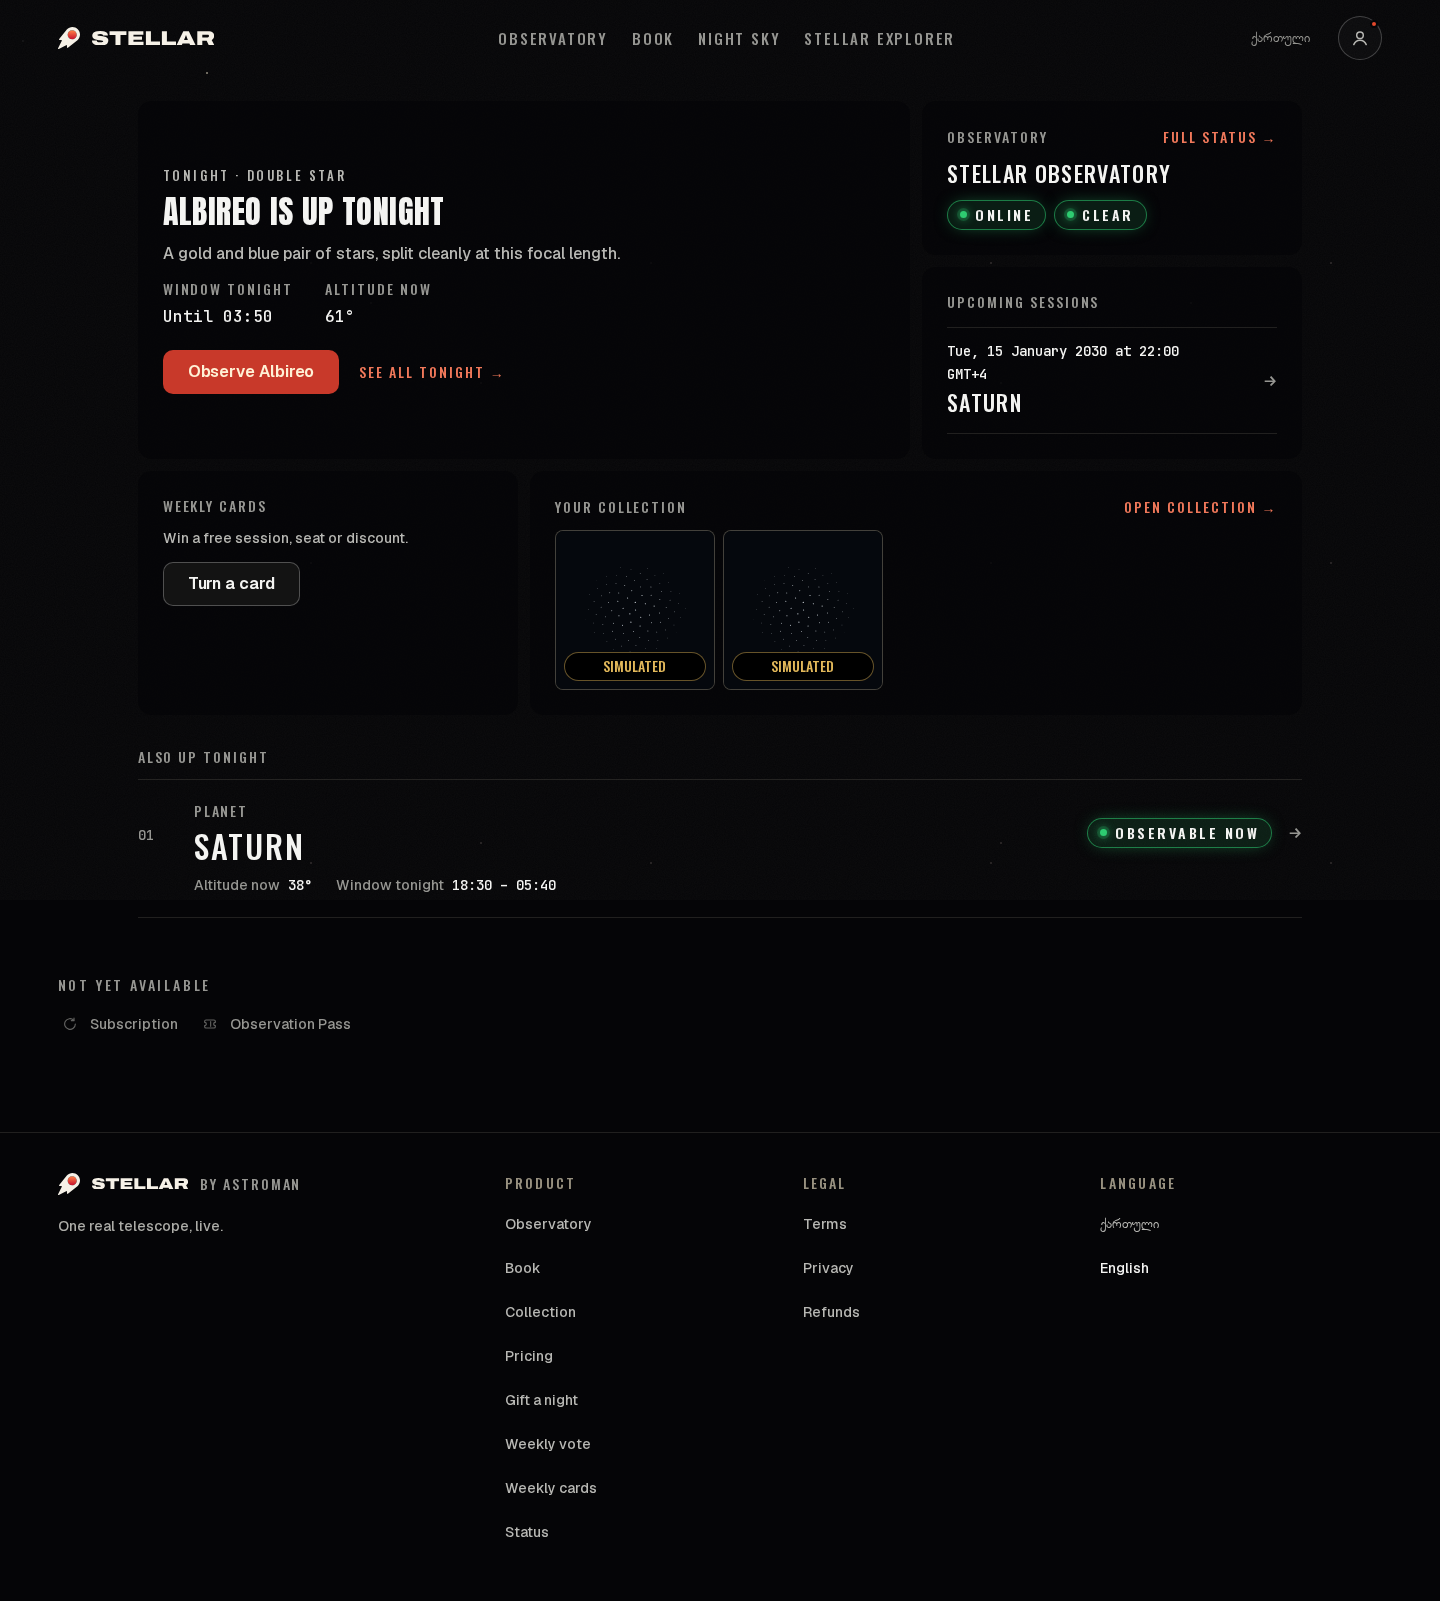 STELLAR
OBSERVATORY
BOOK
NIGHT SKY
STELLAR EXPLORER
ქართული
TONIGHT · DOUBLE STAR
ALBIREO IS UP TONIGHT
A gold and blue pair of stars, split cleanly at this focal length.
WINDOW TONIGHT
Until 03:50
ALTITUDE NOW
61°
Observe Albireo
SEE ALL TONIGHT →
OBSERVATORY
FULL STATUS →
STELLAR OBSERVATORY
ONLINE
CLEAR
UPCOMING SESSIONS
Tue, 15 January 2030 at 22:00
GMT+4
SATURN
WEEKLY CARDS
Win a free session, seat or discount.
Turn a card
YOUR COLLECTION
OPEN COLLECTION →
SIMULATED
SIMULATED
ALSO UP TONIGHT
01
PLANET
SATURN
Altitude now 38°
Window tonight 18:30 – 05:40
OBSERVABLE NOW
NOT YET AVAILABLE
Subscription
Observation Pass
STELLAR BY ASTROMAN
One real telescope, live.
PRODUCT
Observatory
Book
Collection
Pricing
Gift a night
Weekly vote
Weekly cards
Status
LEGAL
Terms
Privacy
Refunds
LANGUAGE
ქართული
English